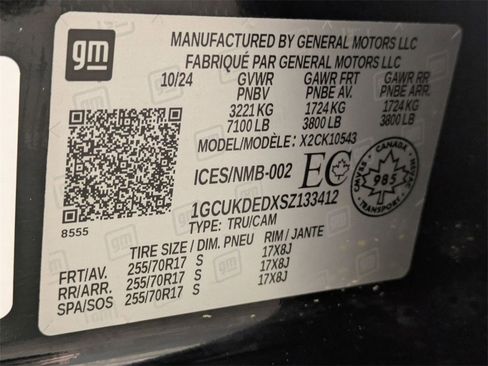 gm
MANUFACTURED BY GENERAL MOTORS LLC
FABRIQUÉ PAR GENERAL MOTORS LLC
10/24 GVWR GAWR FRT GAWR RR
PNBV PNBE AV. PNBE ARR.
3221 KG 1724 KG 1724 KG
7100 LB 3800 LB 3800 LB
MODEL/MODÈLE: X2CK10543
ICES/NMB-002 EC
CANADA
985
TRANSPORT
1GCUKDEDXSZ133412
TYPE: TRU/CAM
8555
TIRE SIZE / DIM. PNEU RIM / JANTE
FRT/AV. 255/70R17 S 17X8J
RR/ARR. 255/70R17 S 17X8J
SPA/SOS 255/70R17 S 17X8J